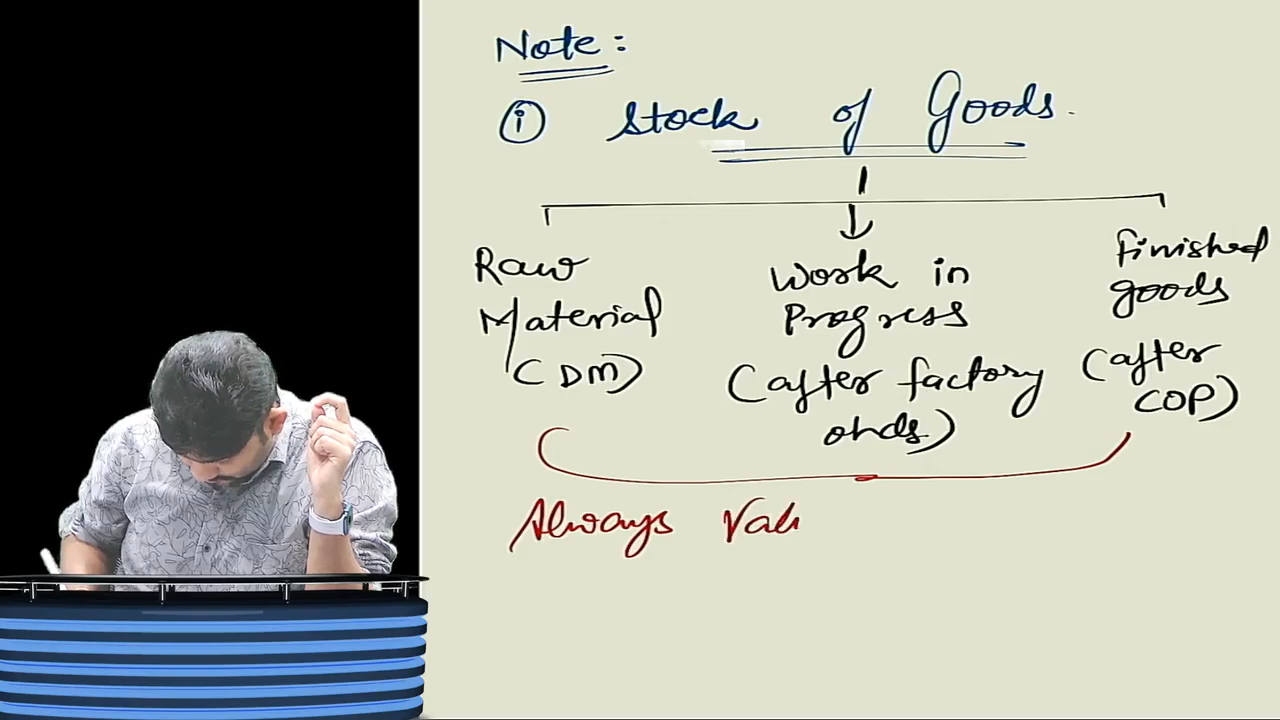 Note:
① Stock of Goods.
Raw
Material
(DM)
Work in
Progress
(after factory
ohds)
Finished
goods
(after
COP)
Always Valu